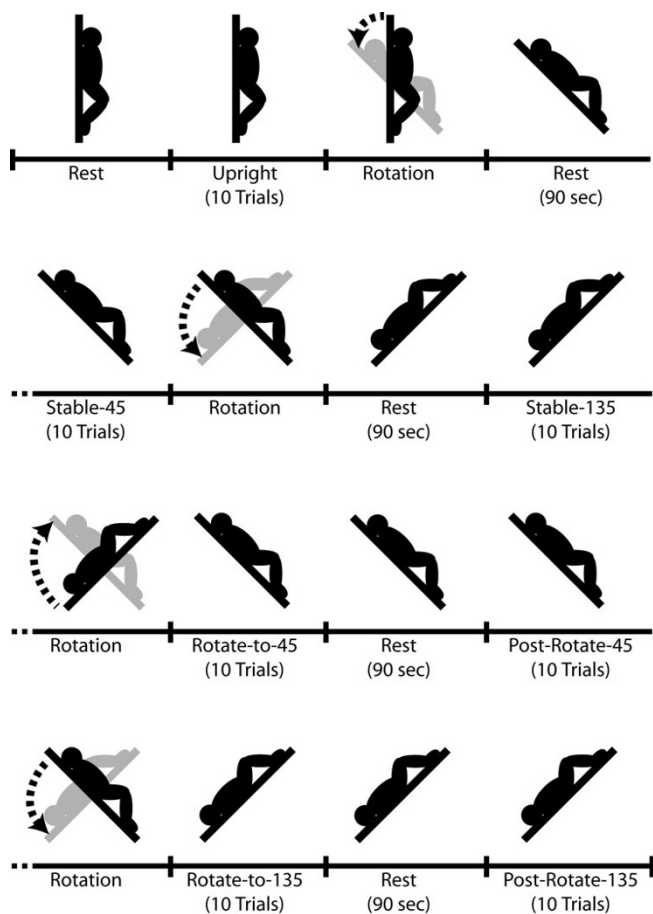 Rest
Upright
(10 Trials)
Rotation
Rest
(90 sec)
Stable-45
(10 Trials)
Rotation
Rest
(90 sec)
Stable-135
(10 Trials)
Rotation
Rotate-to-45
(10 Trials)
Rest
(90 sec)
Post-Rotate-45
(10 Trials)
Rotation
Rotate-to-135
(10 Trials)
Rest
(90 sec)
Post-Rotate-135
(10 Trials)